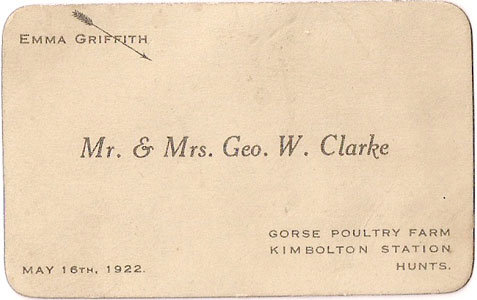 EMMA GRIFFITH
Mr. & Mrs. Geo. W. Clarke
GORSE POULTRY FARM
KIMBOLTON STATION
HUNTS.
MAY 16TH, 1922.